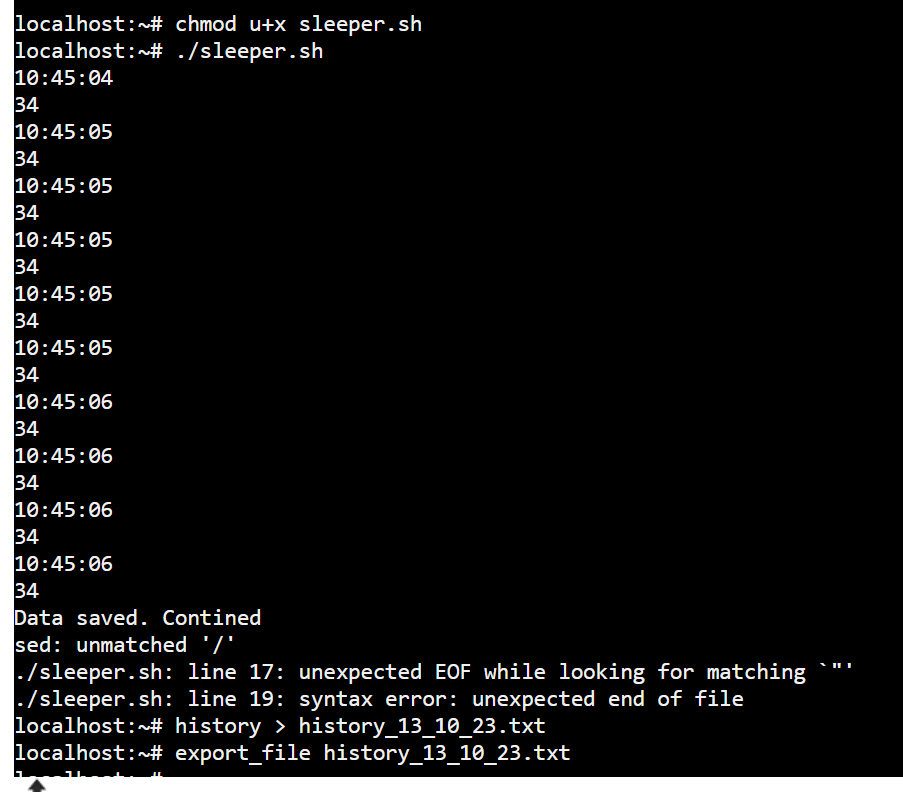 localhost:~# chmod u+x sleeper.sh
localhost:~# ./sleeper.sh
10:45:04
34
10:45:05
34
10:45:05
34
10:45:05
34
10:45:05
34
10:45:05
34
10:45:06
34
10:45:06
34
10:45:06
34
10:45:06
34
Data saved. Contined
sed: unmatched '/'
./sleeper.sh: line 17: unexpected EOF while looking for matching `"'
./sleeper.sh: line 19: syntax error: unexpected end of file
localhost:~# history > history_13_10_23.txt
localhost:~# export_file history_13_10_23.txt
localhost:~#